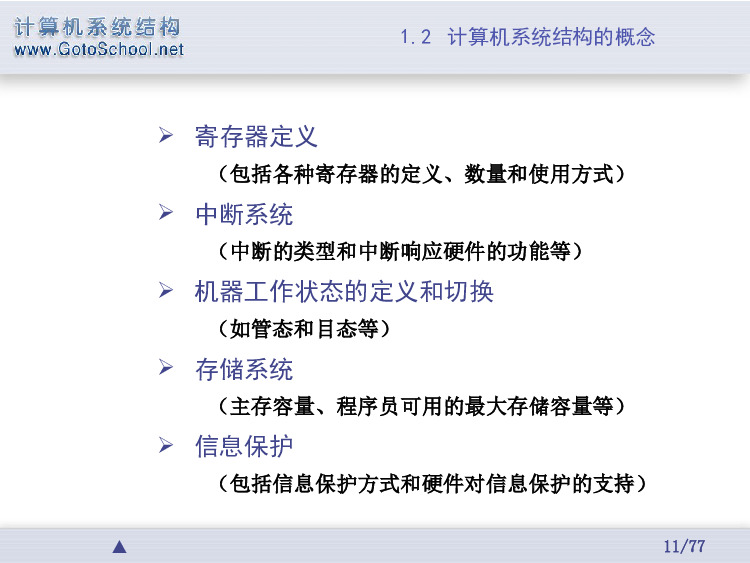 计算机系统结构
www.GotoSchool.net
1.2 计算机系统结构的概念
➢ 寄存器定义
（包括各种寄存器的定义、数量和使用方式）
➢ 中断系统
（中断的类型和中断响应硬件的功能等）
➢ 机器工作状态的定义和切换
（如管态和目态等）
➢ 存储系统
（主存容量、程序员可用的最大存储容量等）
➢ 信息保护
（包括信息保护方式和硬件对信息保护的支持）
▲
11/77